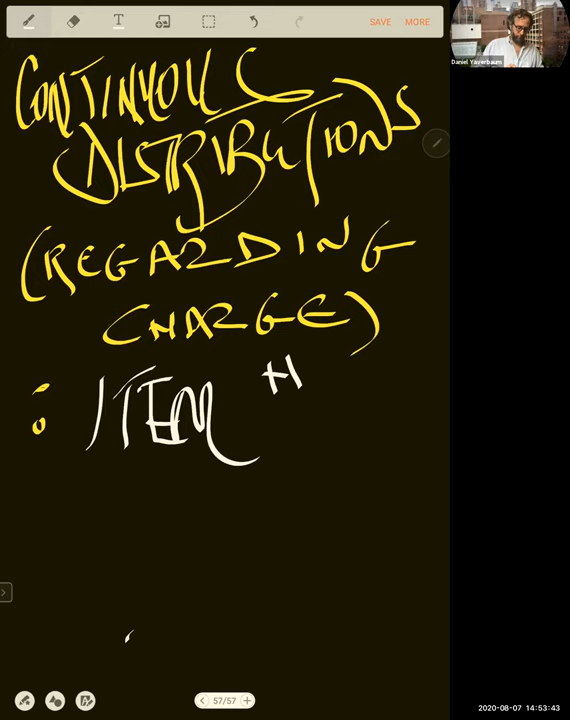 SAVE MORE
Daniel Yaverbaum
CONTINUOUS
DISTRIBUTIONS
(REGARDING
CHARGE)
: ITEM #
57/57
2020-08-07 14:53:43